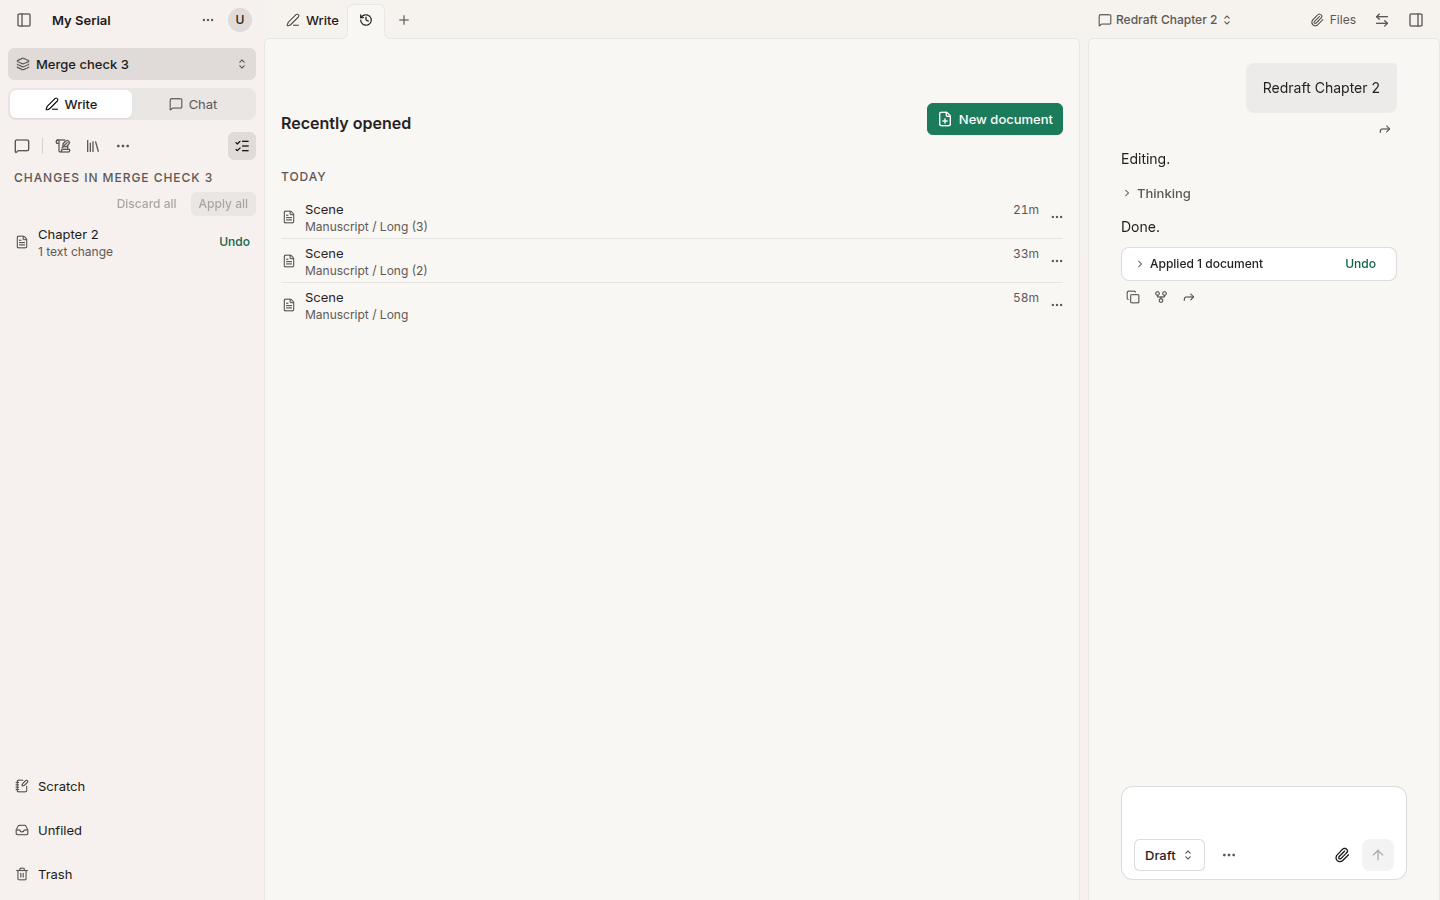 My Serial
U
Merge check 3
Write
Chat
CHANGES IN MERGE CHECK 3
Discard all
Apply all
Chapter 2
1 text change
Undo
Scratch
Unfiled
Trash
Write
Recently opened
New document
TODAY
Scene
Manuscript / Long (3)
21m
Scene
Manuscript / Long (2)
33m
Scene
Manuscript / Long
58m
Redraft Chapter 2
Files
Redraft Chapter 2
Editing.
Thinking
Done.
Applied 1 document
Undo
Draft